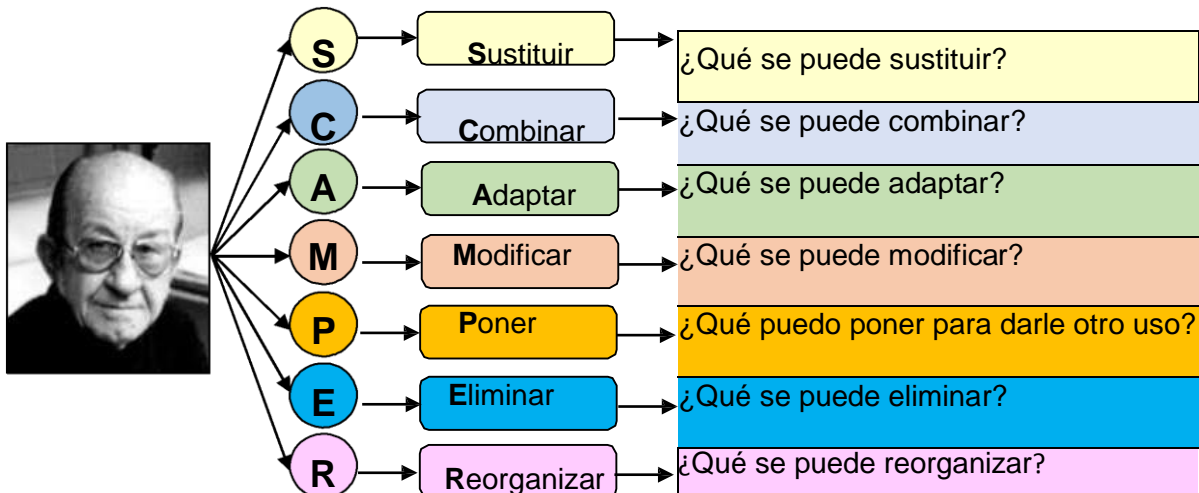 S Sustituir ¿Qué se puede sustituir?
C Combinar ¿Qué se puede combinar?
A Adaptar ¿Qué se puede adaptar?
M Modificar ¿Qué se puede modificar?
P Poner ¿Qué puedo poner para darle otro uso?
E Eliminar ¿Qué se puede eliminar?
R Reorganizar ¿Qué se puede reorganizar?